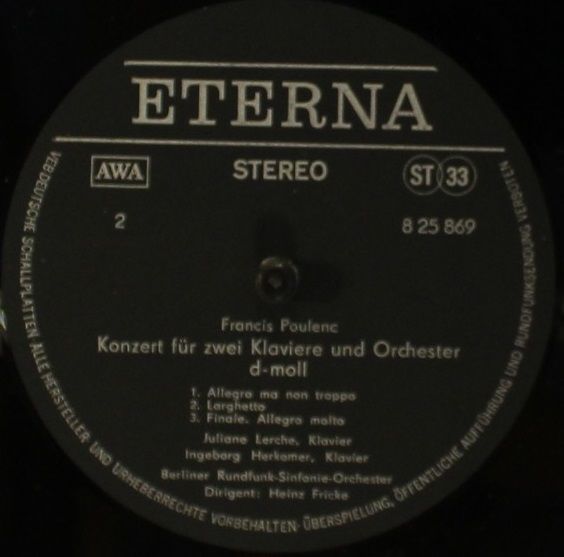 ETERNA
AWA
STEREO
ST 33
2
8 25 869
Francis Poulenc
Konzert für zwei Klaviere und Orchester
d-moll
1. Allegro ma non troppo
2. Larghetto
3. Finale. Allegro molto
Juliane Lerche, Klavier
Ingeborg Herkomer, Klavier
Berliner Rundfunk-Sinfonie-Orchester
Dirigent: Heinz Fricke
VEB DEUTSCHE SCHALLPLATTEN ALLE HERSTELLER- UND URHEBERRECHTE VORBEHALTEN · ÜBERSPIELUNG, ÖFFENTLICHE AUFFÜHRUNG UND RUNDFUNKSENDUNG VERBOTEN